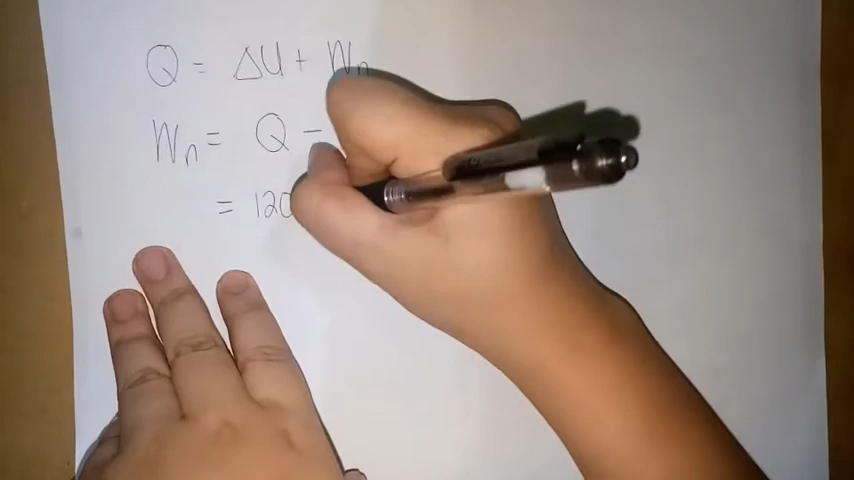 Q = ΔU + Wn
Wn = Q -
= 120